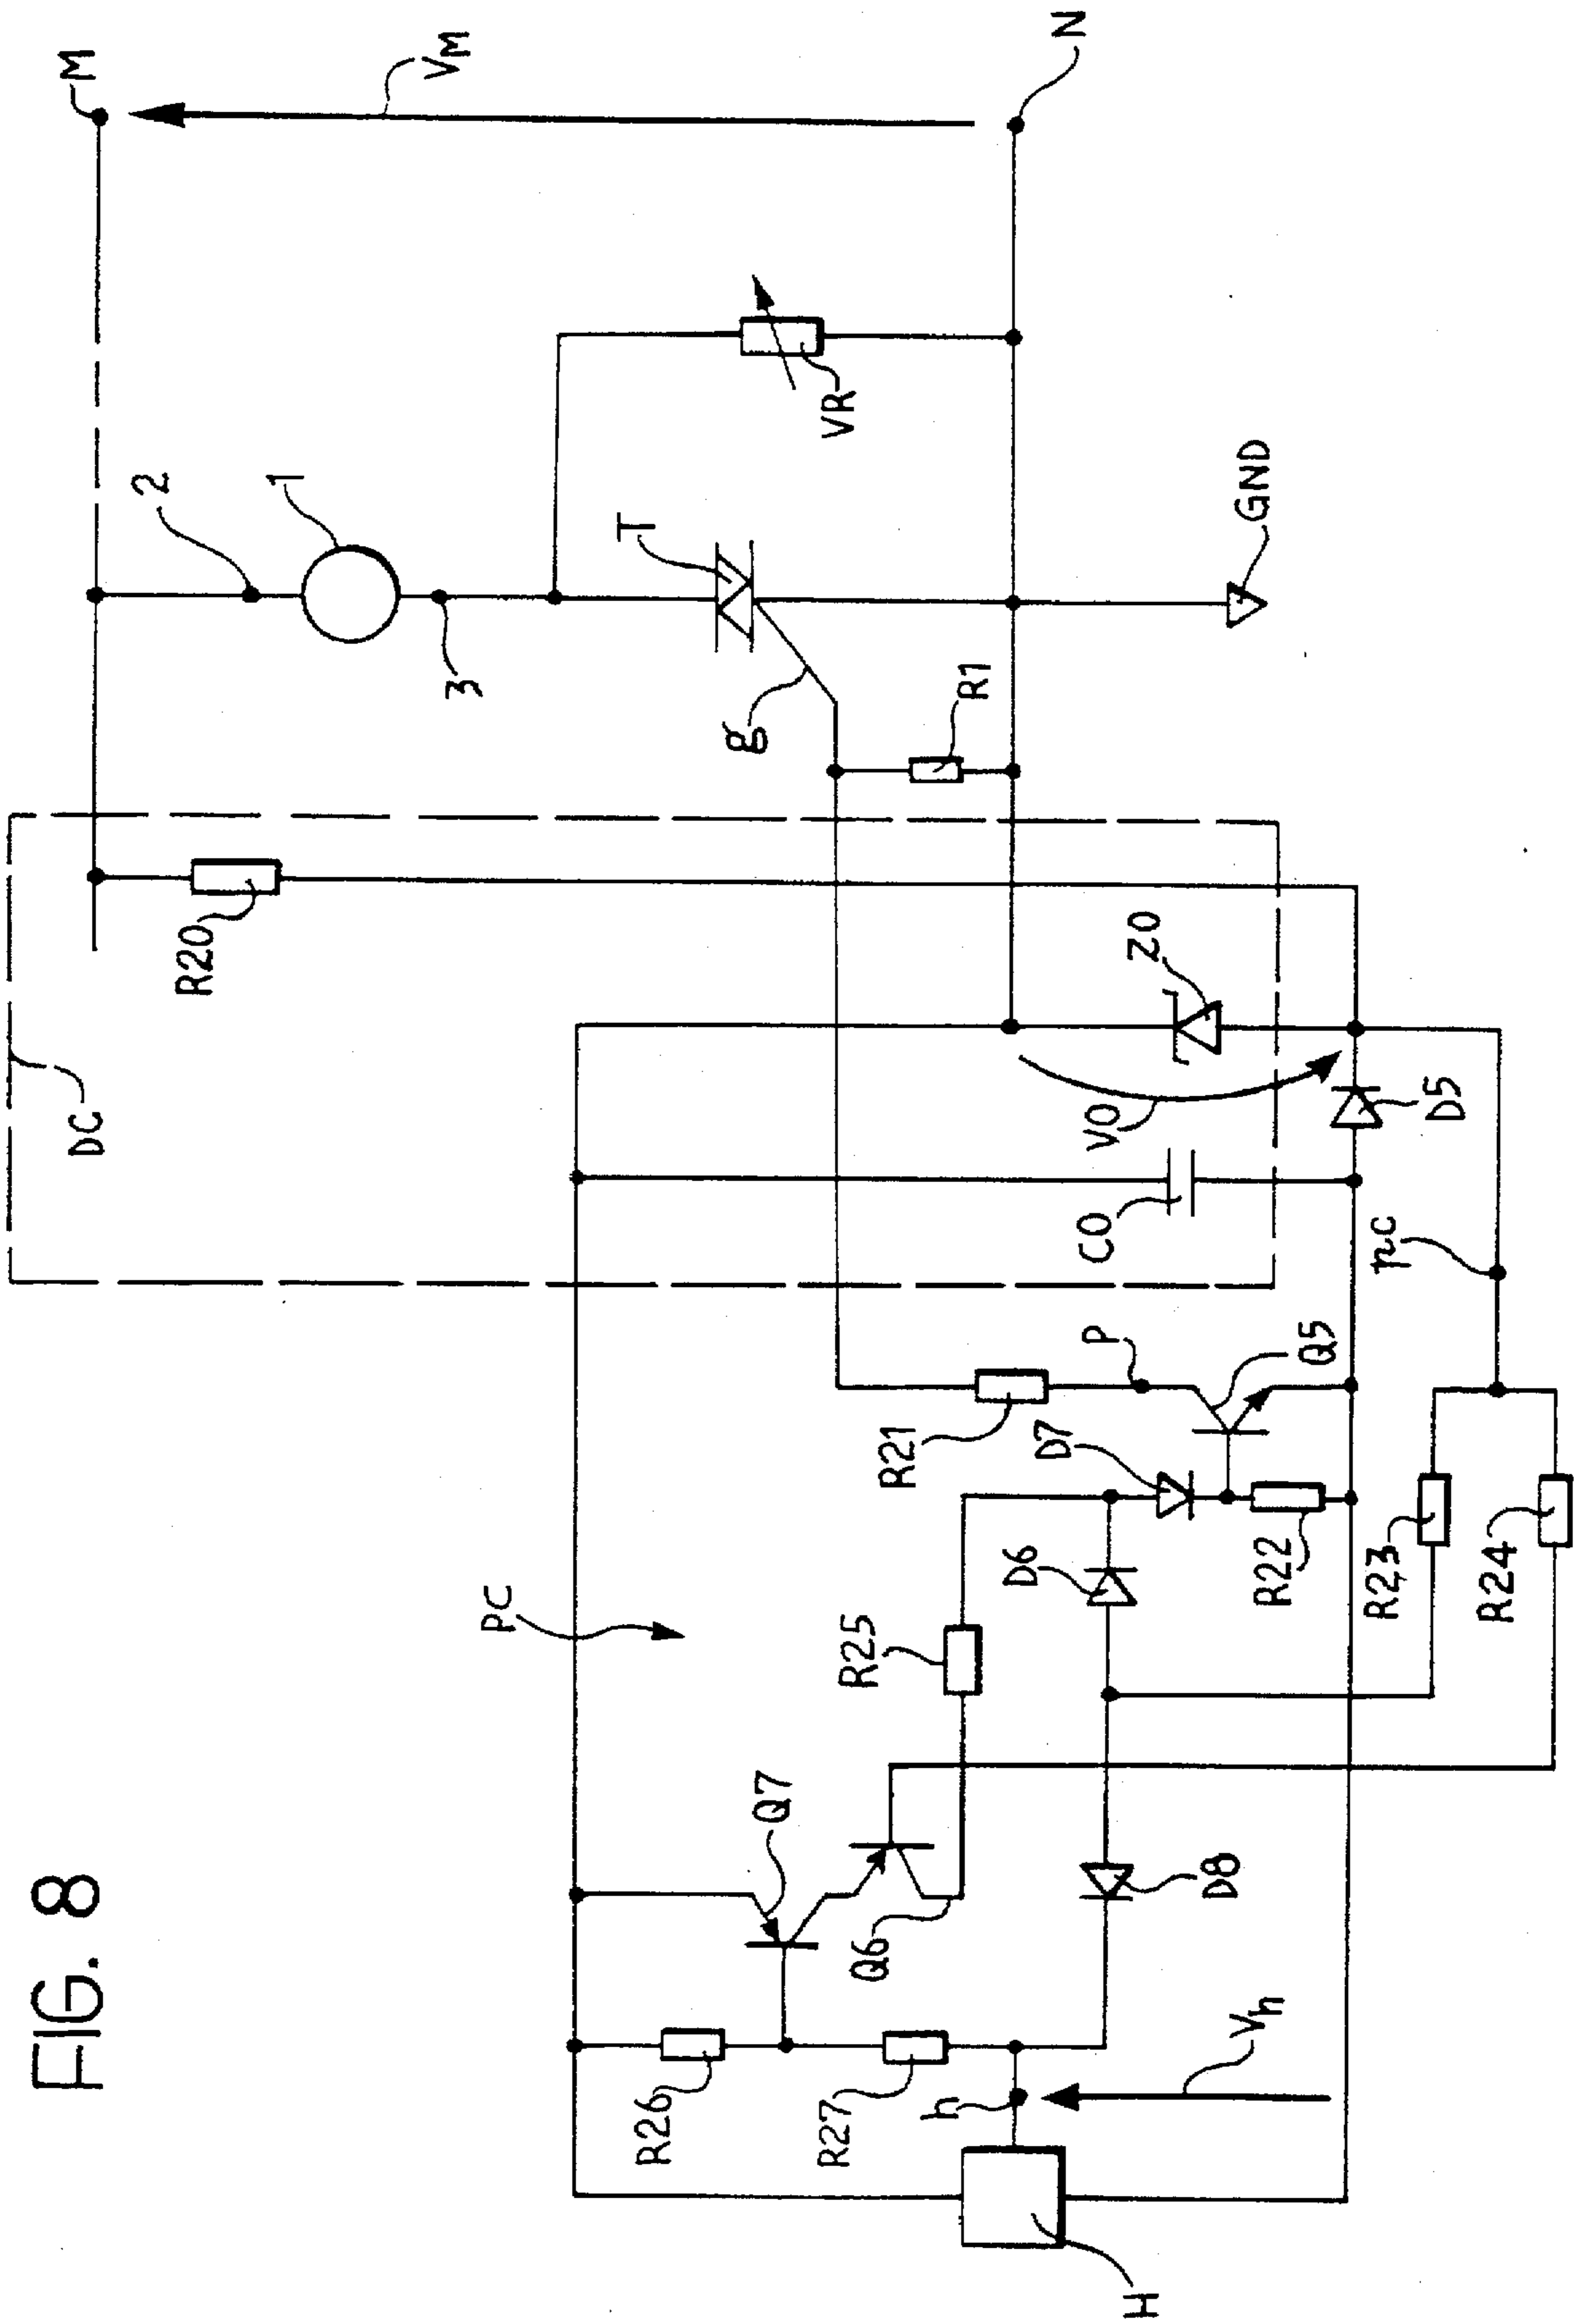 FIG. 8
M
VM
N
2
1
3
T
VR
g
R1
GND
DC
R20
Z0
V0
D5
C0
pc
P
Q5
R21
D7
D6
R22
R23
R24
PC
R25
Q7
Q6
D8
R26
R27
h
Vh
H